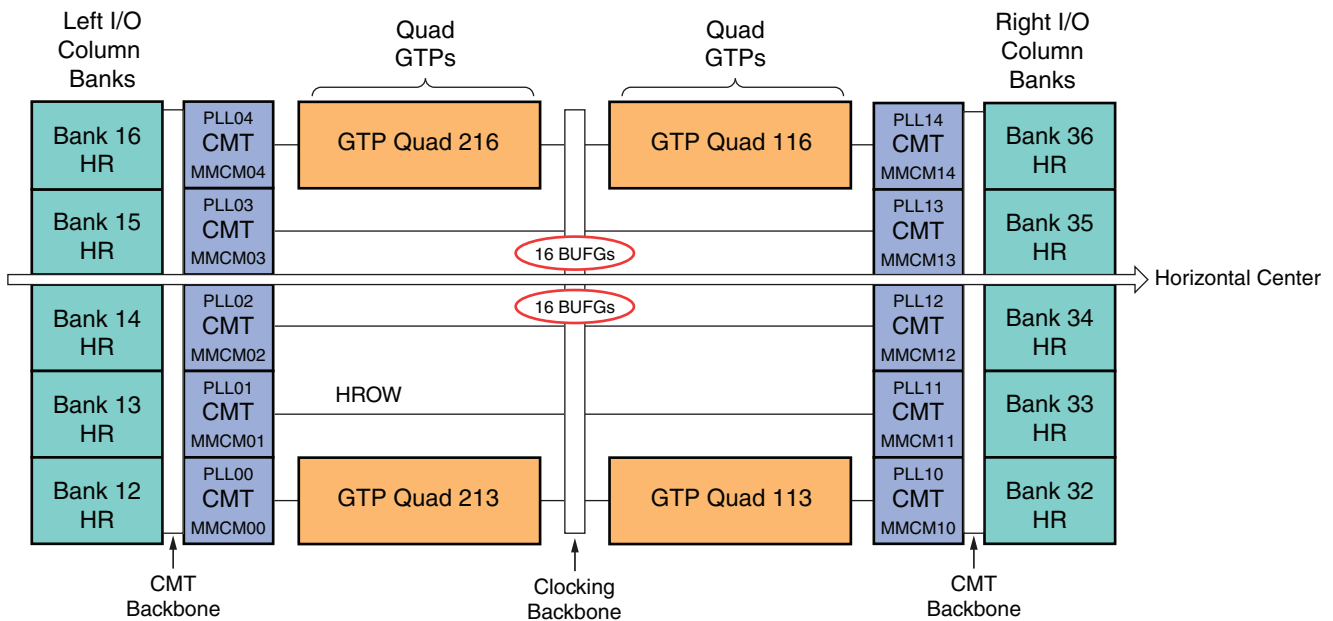 Left I/O
Column
Banks
Quad
GTPs
Quad
GTPs
Right I/O
Column
Banks
Bank 16
HR
PLL04
CMT
MMCM04
GTP Quad 216
GTP Quad 116
PLL14
CMT
MMCM14
Bank 36
HR
Bank 15
HR
PLL03
CMT
MMCM03
16 BUFGs
PLL13
CMT
MMCM13
Bank 35
HR
Horizontal Center
Bank 14
HR
PLL02
CMT
MMCM02
16 BUFGs
PLL12
CMT
MMCM12
Bank 34
HR
Bank 13
HR
PLL01
CMT
MMCM01
HROW
PLL11
CMT
MMCM11
Bank 33
HR
Bank 12
HR
PLL00
CMT
MMCM00
GTP Quad 213
GTP Quad 113
PLL10
CMT
MMCM10
Bank 32
HR
CMT
Backbone
Clocking
Backbone
CMT
Backbone